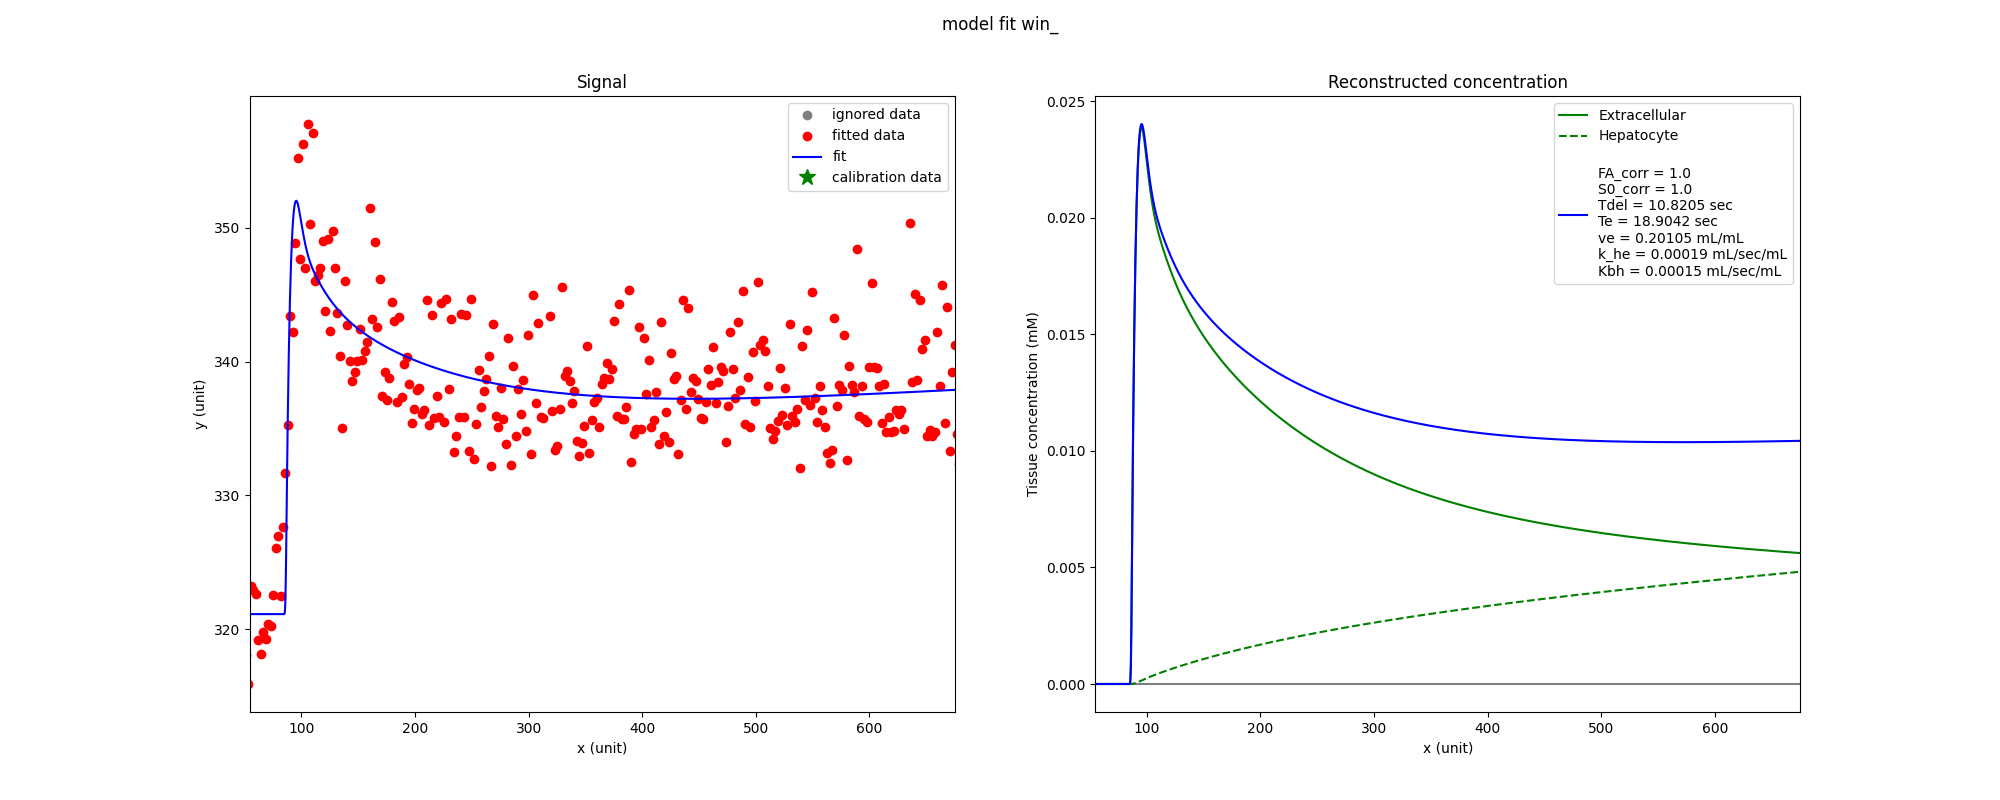 model fit win_
Signal
ignored data
fitted data
fit
calibration data
350
340
330
320
y (unit)
100 200 300 400 500 600
x (unit)
Reconstructed concentration
Extracellular
Hepatocyte
FA_corr = 1.0
S0_corr = 1.0
Tdel = 10.8205 sec
Te = 18.9042 sec
ve = 0.20105 mL/mL
k_he = 0.00019 mL/sec/mL
Kbh = 0.00015 mL/sec/mL
0.025
0.020
0.015
0.010
0.005
0.000
Tissue concentration (mM)
100 200 300 400 500 600
x (unit)